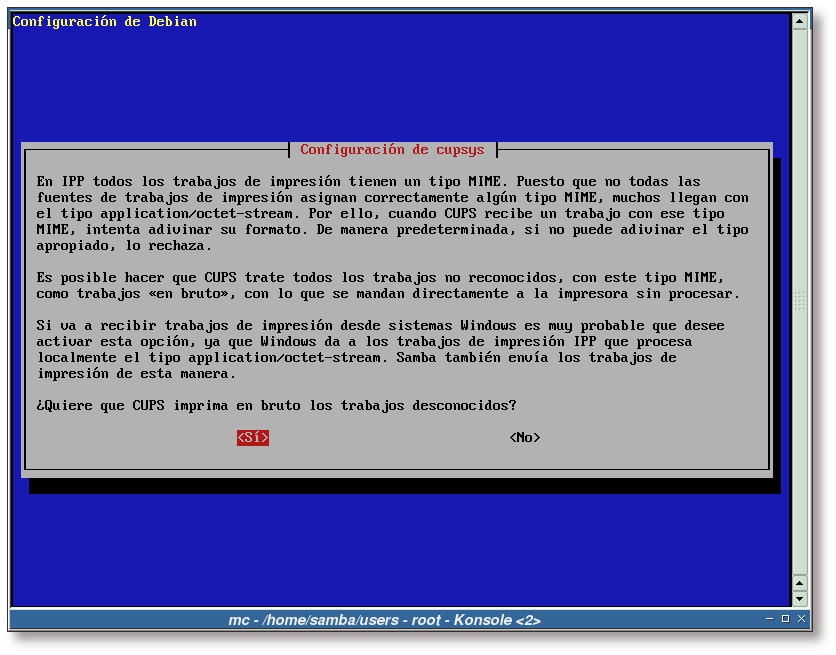 Configuración de Debian
Configuración de cupsys
En IPP todos los trabajos de impresión tienen un tipo MIME. Puesto que no todas las
fuentes de trabajos de impresión asignan correctamente algún tipo MIME, muchos llegan con
el tipo application/octet-stream. Por ello, cuando CUPS recibe un trabajo con ese tipo
MIME, intenta adivinar su formato. De manera predeterminada, si no puede adivinar el tipo
apropiado, lo rechaza.
Es posible hacer que CUPS trate todos los trabajos no reconocidos, con este tipo MIME,
como trabajos «en bruto», con lo que se mandan directamente a la impresora sin procesar.
Si va a recibir trabajos de impresión desde sistemas Windows es muy probable que desee
activar esta opción, ya que Windows da a los trabajos de impresión IPP que procesa
localmente el tipo application/octet-stream. Samba también envía los trabajos de
impresión de esta manera.
¿Quiere que CUPS imprima en bruto los trabajos desconocidos?
<Sí> <No>
mc - /home/samba/users - root - Konsole <2>